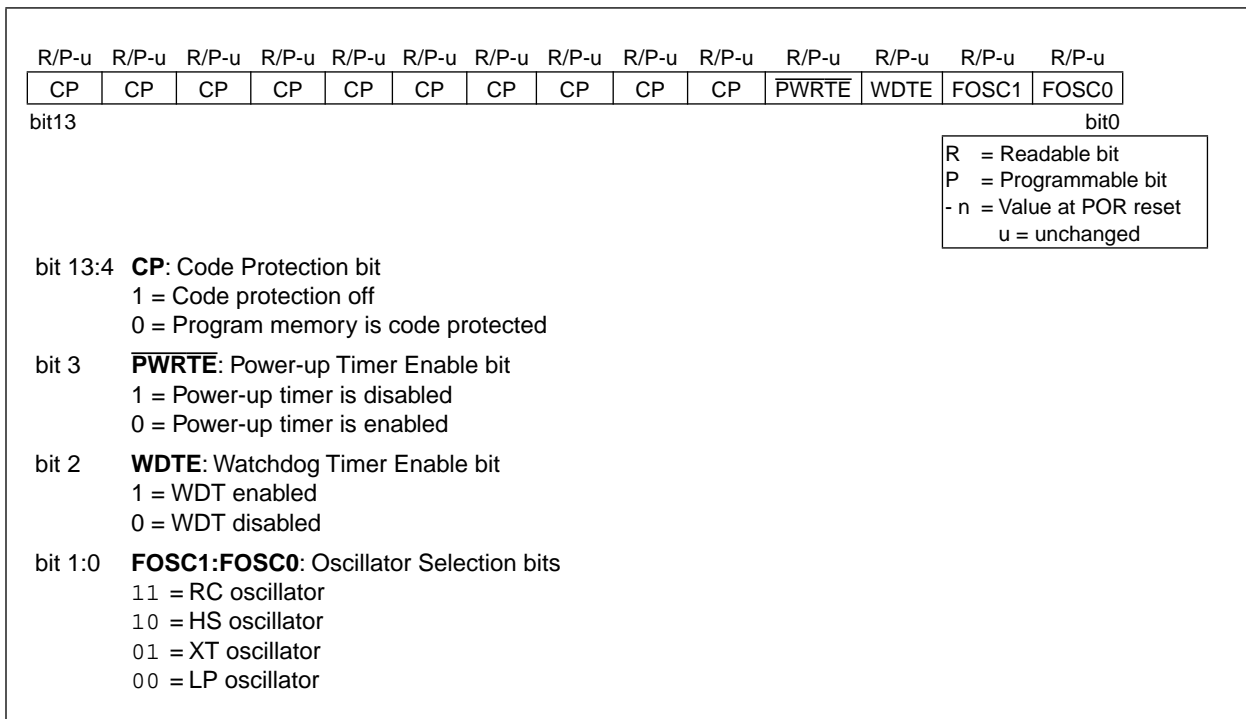 R/P-u R/P-u R/P-u R/P-u R/P-u R/P-u R/P-u R/P-u R/P-u R/P-u R/P-u R/P-u R/P-u R/P-u
CP CP CP CP CP CP CP CP CP CP PWRTE WDTE FOSC1 FOSC0
bit13 bit0
R = Readable bit
P = Programmable bit
- n = Value at POR reset
u = unchanged
bit 13:4 CP: Code Protection bit
1 = Code protection off
0 = Program memory is code protected
bit 3 PWRTE: Power-up Timer Enable bit
1 = Power-up timer is disabled
0 = Power-up timer is enabled
bit 2 WDTE: Watchdog Timer Enable bit
1 = WDT enabled
0 = WDT disabled
bit 1:0 FOSC1:FOSC0: Oscillator Selection bits
11 = RC oscillator
10 = HS oscillator
01 = XT oscillator
00 = LP oscillator